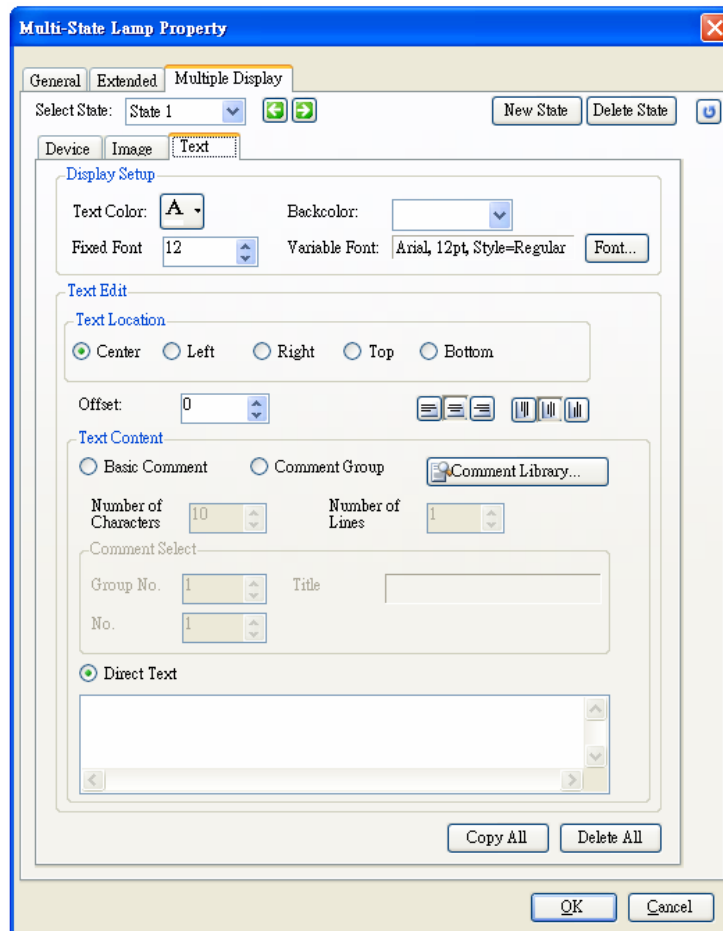 Multi-State Lamp Property
General Extended Multiple Display
Select State: State 1 New State Delete State
Device Image Text
Display Setup
Text Color: A Backcolor:
Fixed Font 12 Variable Font: Arial, 12pt, Style=Regular Font...
Text Edit
Text Location
Center Left Right Top Bottom
Offset: 0
Text Content
Basic Comment Comment Group Comment Library...
Number of Characters 10 Number of Lines 1
Comment Select
Group No. 1 Title
No. 1
Direct Text
Copy All Delete All
OK Cancel